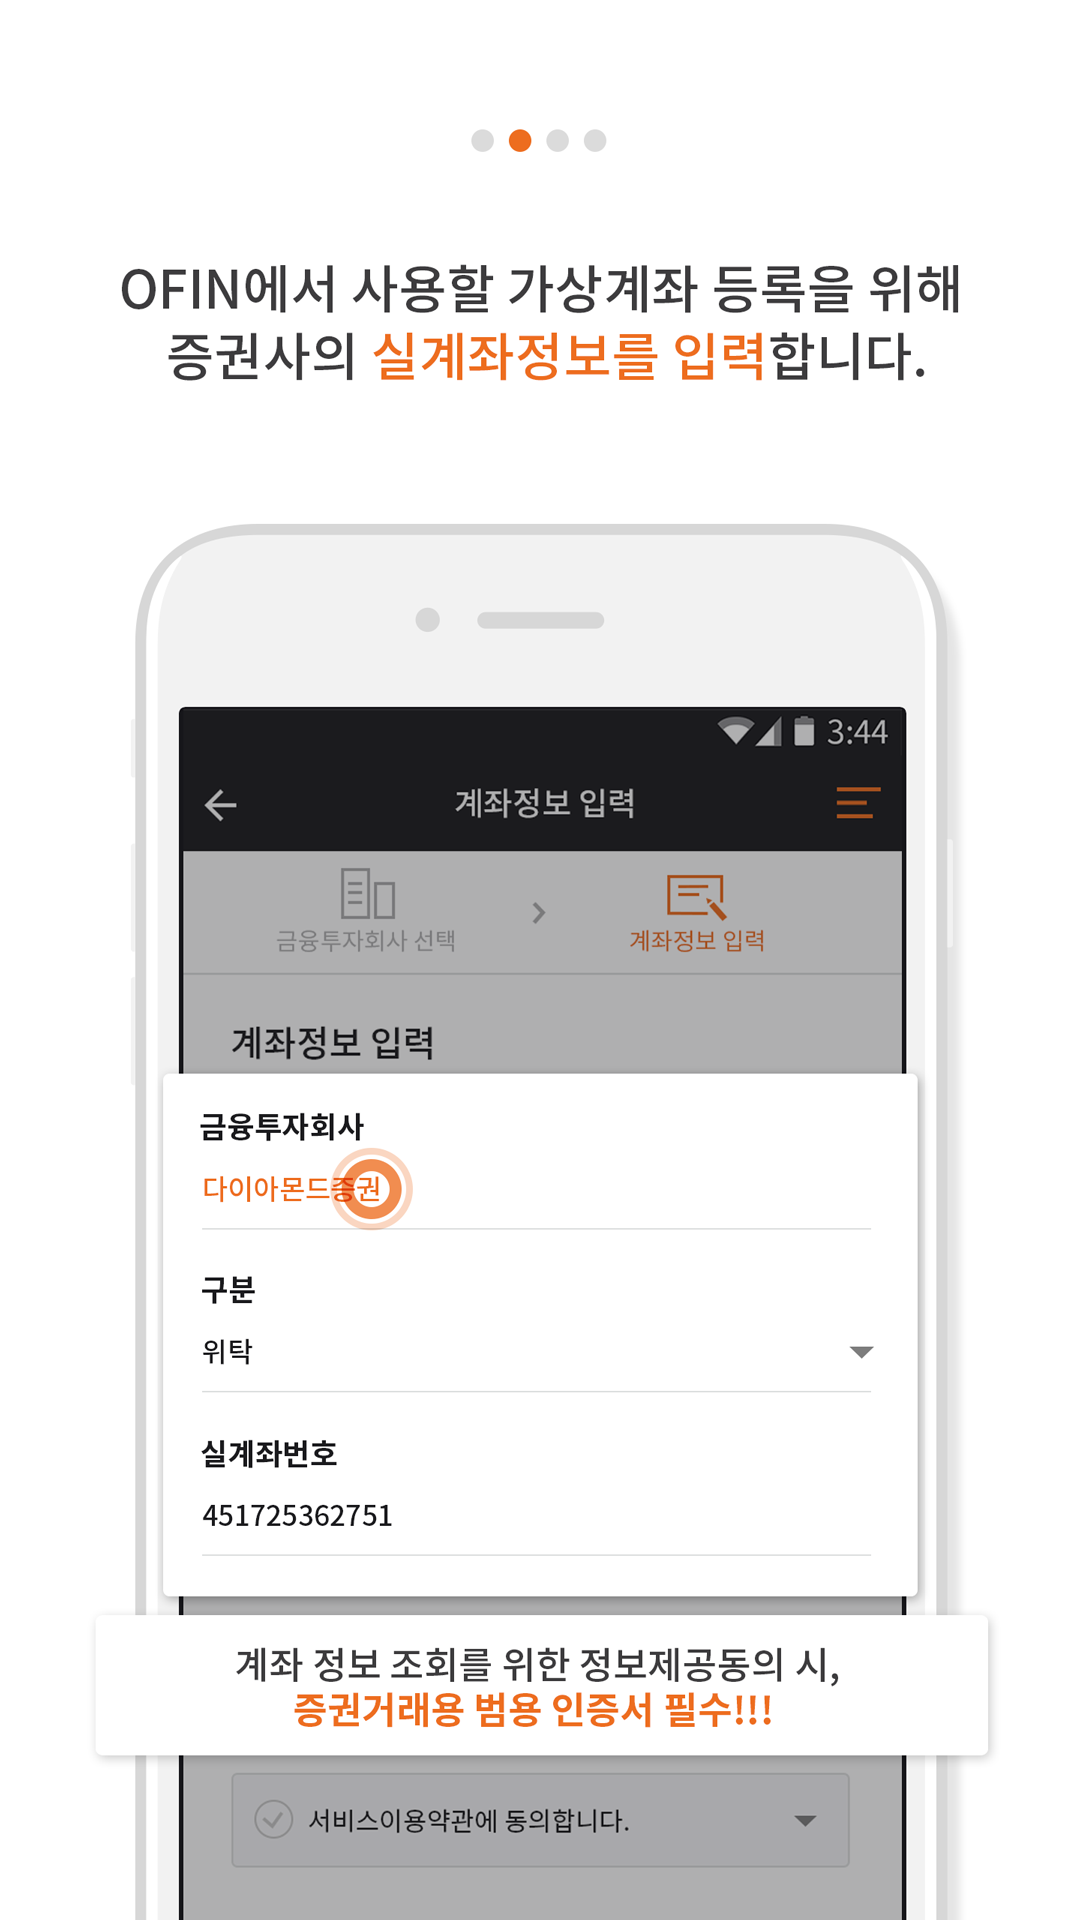 OFIN에서 사용할 가상계좌 등록을 위해
증권사의 실계좌정보를 입력합니다.
3:44
계좌정보 입력
금융투자회사 선택
계좌정보 입력
계좌정보 입력
금융투자회사
다이아몬드증권
구분
위탁
실계좌번호
451725362751
계좌 정보 조회를 위한 정보제공동의 시,
증권거래용 범용 인증서 필수!!!
서비스이용약관에 동의합니다.